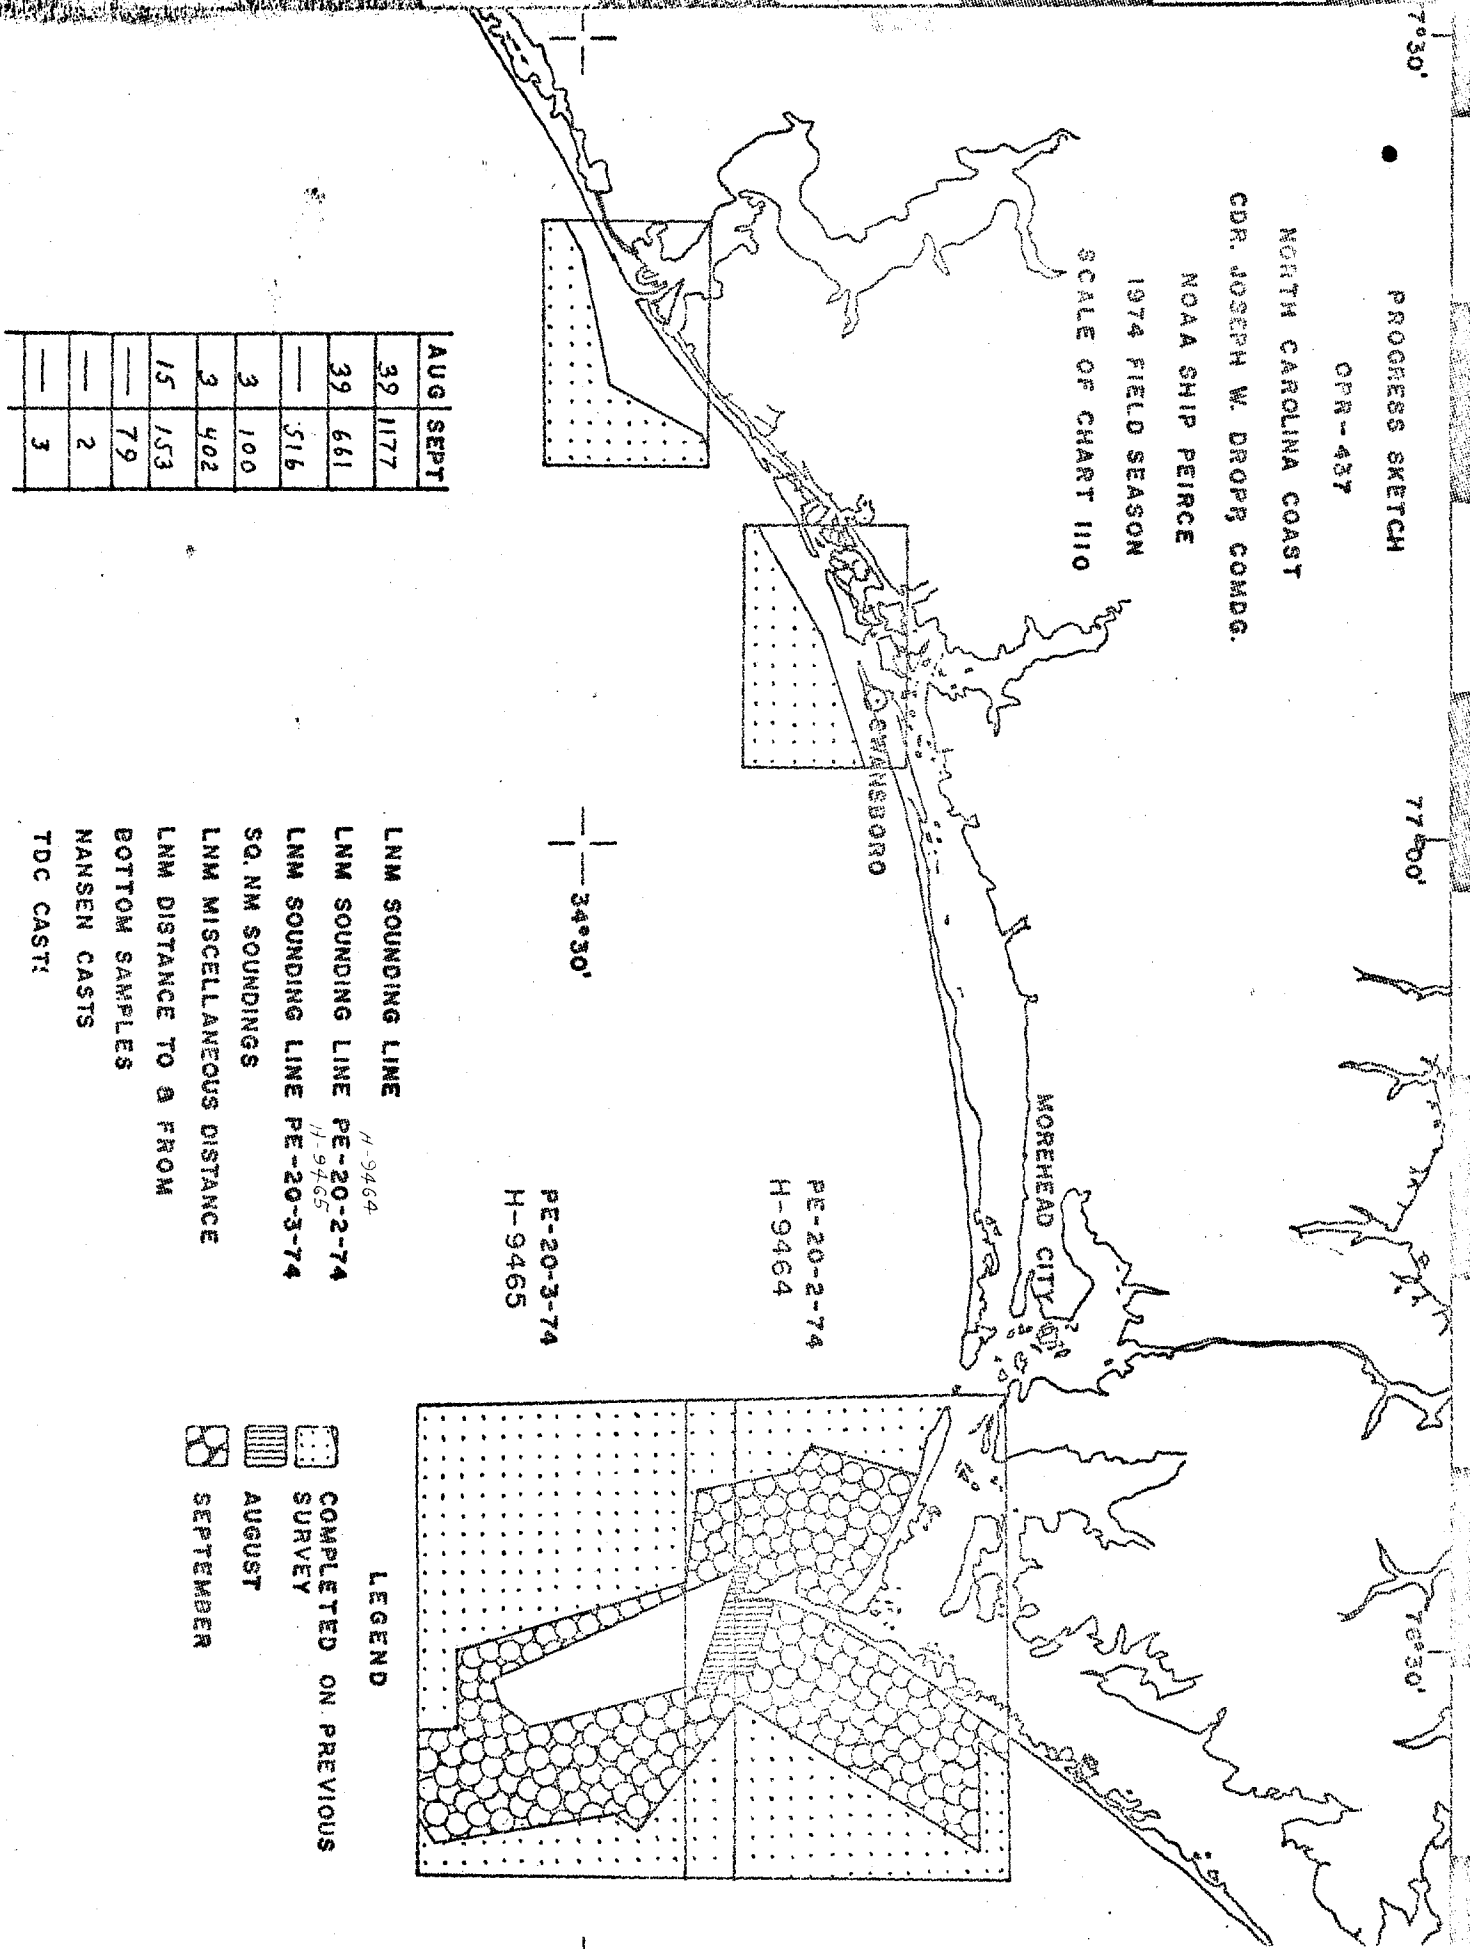 PROGRESS SKETCH
OPR-437
NORTH CAROLINA COAST
CDR. JOSEPH W. DROPP, COMDG.
NOAA SHIP PEIRCE
1974 FIELD SEASON
SCALE OF CHART 1110
7°30'
77°00'
76°30'
34°30'
SWANSBORO
MOREHEAD CITY
PE-20-2-74
H-9464
PE-20-3-74
H-9465
AUG SEPT
LNM SOUNDING LINE 39 1177
H-9464
LNM SOUNDING LINE PE-20-2-74 39 661
H-9465
LNM SOUNDING LINE PE-20-3-74 — 516
SQ. NM SOUNDINGS 3 100
LNM MISCELLANEOUS DISTANCE 3 402
LNM DISTANCE TO & FROM 15 153
BOTTOM SAMPLES — 79
NANSEN CASTS — 2
TDC CASTS — 3
LEGEND
COMPLETED ON PREVIOUS
SURVEY
AUGUST
SEPTEMBER